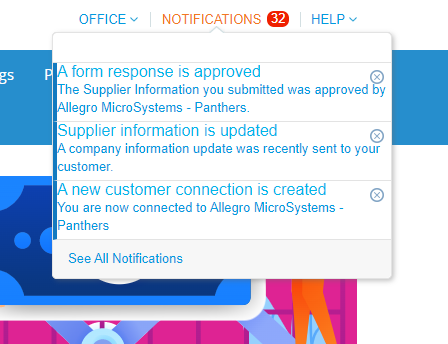 OFFICE NOTIFICATIONS 32 HELP
gs P
A form response is approved
The Supplier Information you submitted was approved by
Allegro MicroSystems - Panthers.
Supplier information is updated
A company information update was recently sent to your
customer.
A new customer connection is created
You are now connected to Allegro MicroSystems -
Panthers
See All Notifications